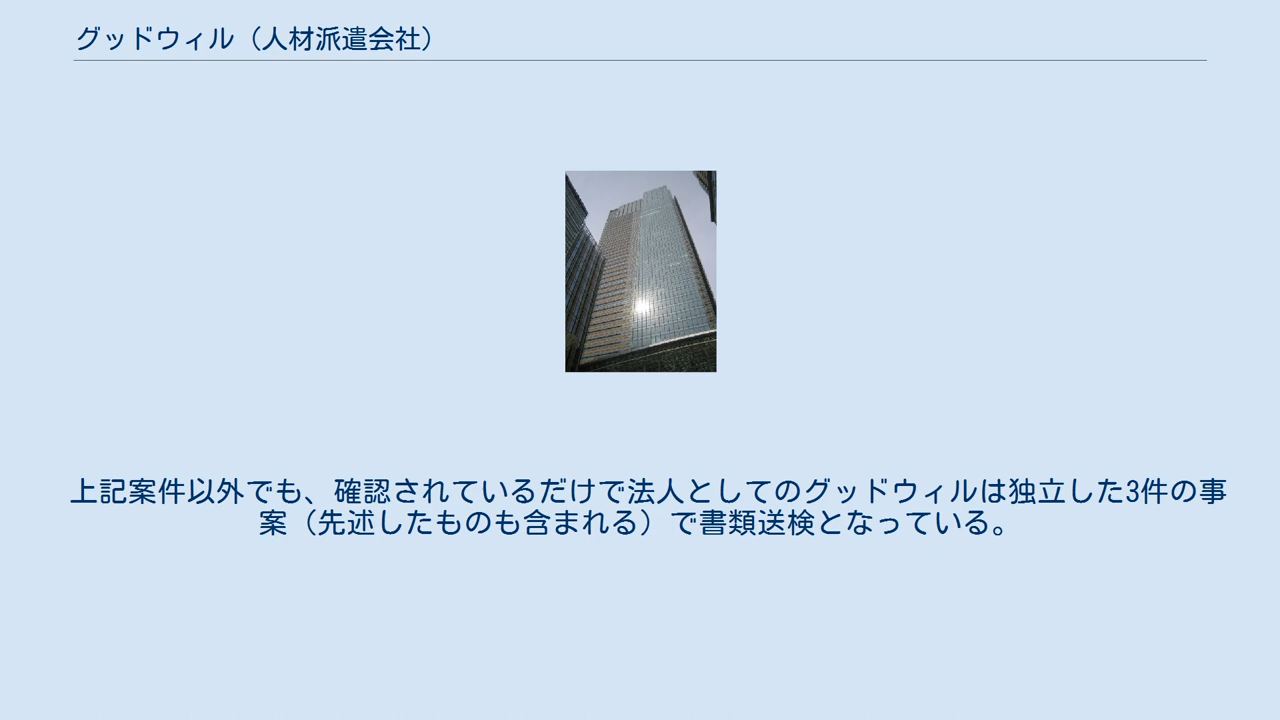 グッドウィル（人材派遣会社）
上記案件以外でも、確認されているだけで法人としてのグッドウィルは独立した3件の事
案（先述したものも含まれる）で書類送検となっている。